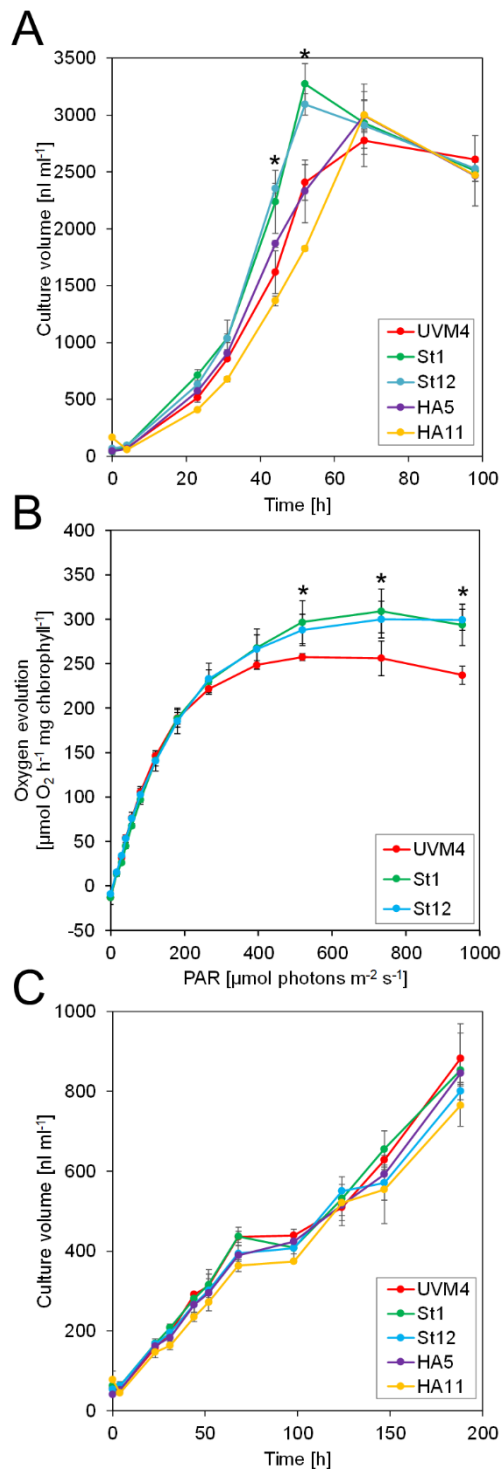 A
Culture volume [nl ml⁻¹]
3500
3000
2500
2000
1500
1000
500
0
*
*
UVM4
St1
St12
HA5
HA11
0 20 40 60 80 100
Time [h]
B
Oxygen evolution
[µmol O₂ h⁻¹ mg chlorophyll⁻¹]
400
350
300
250
200
150
100
50
0
-50
* * *
UVM4
St1
St12
0 200 400 600 800 1000
PAR [µmol photons m⁻² s⁻¹]
C
Culture volume [nl ml⁻¹]
1000
800
600
400
200
0
UVM4
St1
St12
HA5
HA11
0 50 100 150 200
Time [h]